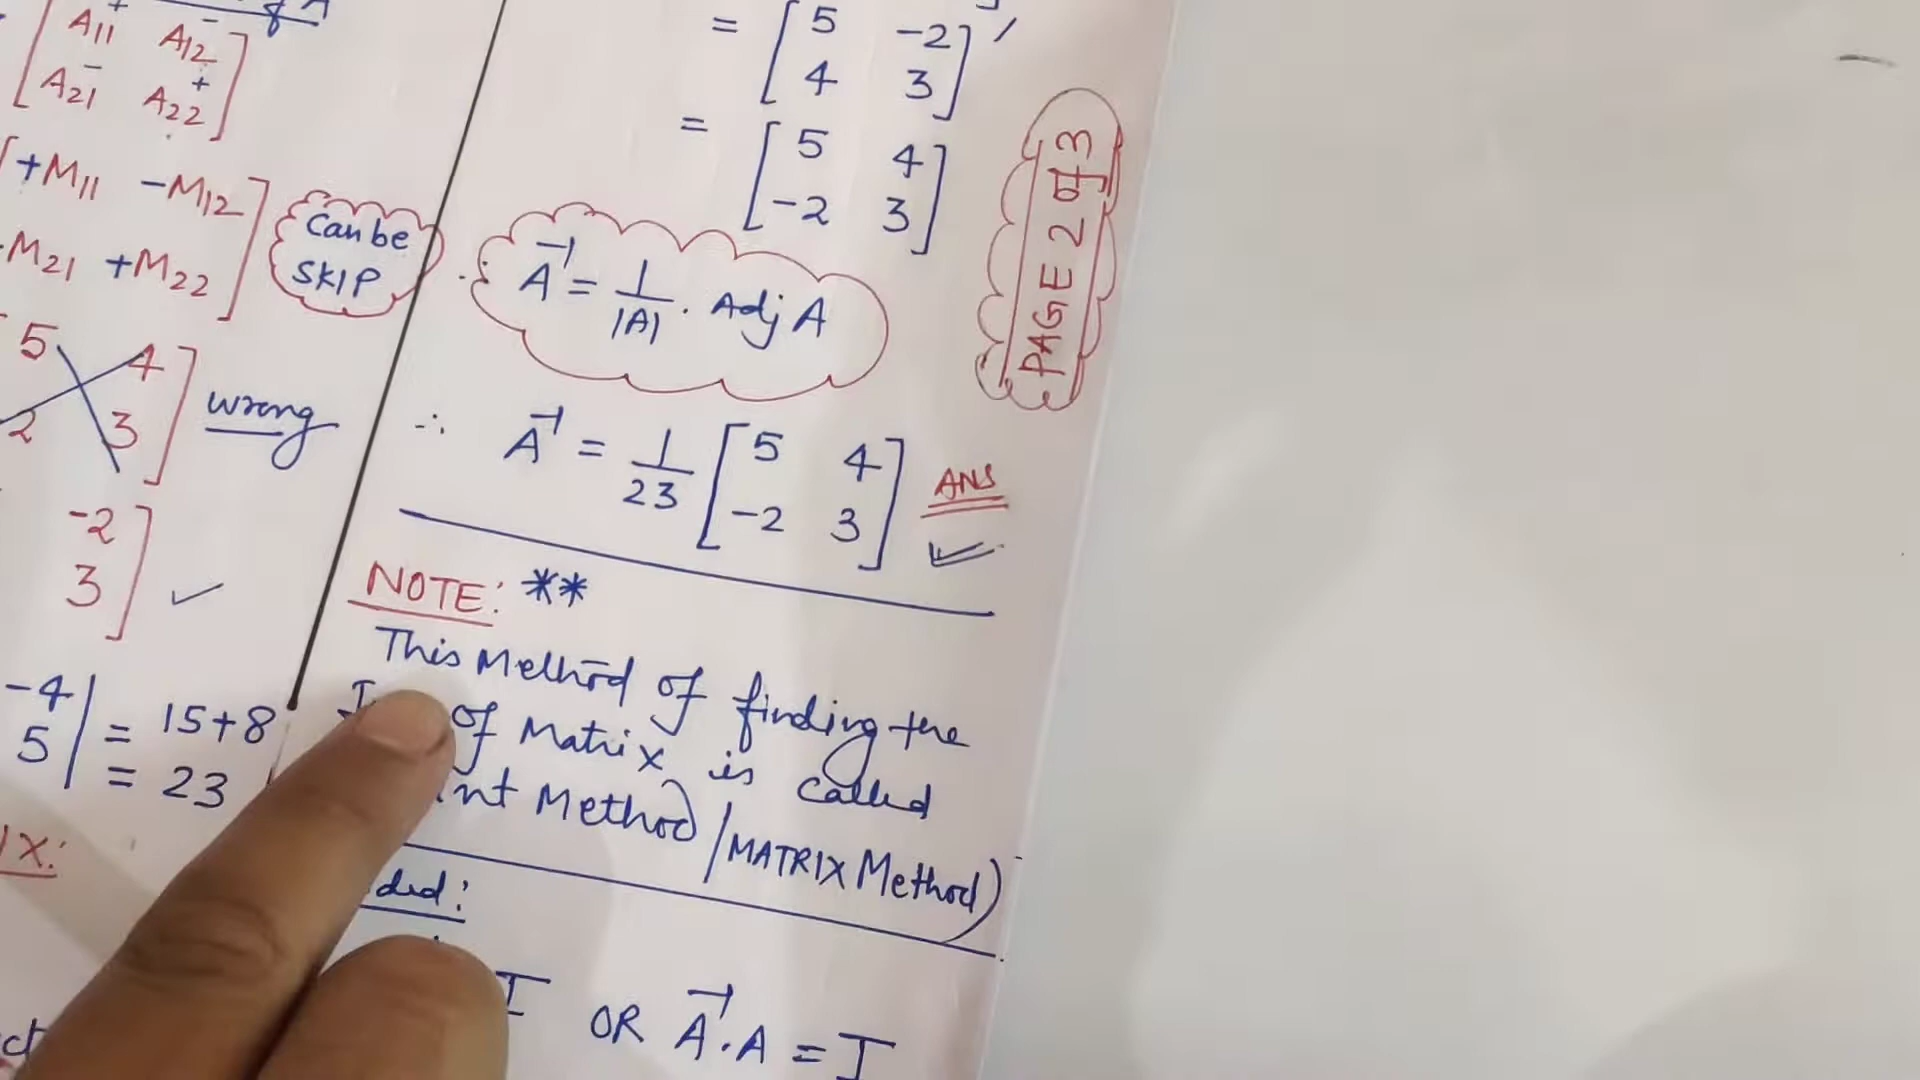 A11+ A12-
A21- A22+
+M11 -M12
-M21 +M22
Can be
SKIP
5 4
2 3
wrong
-2
3
-4
5 = 15+8
= 23
IX:
= [5 -2
4 3]'
= [5 4
-2 3]
A⁻¹ = 1/|A| . Adj A
∴ A⁻¹ = 1/23 [5 4
-2 3] ANS
NOTE: **
This Method of finding the
of Matrix is called
Method / MATRIX Method)
I OR A⁻¹.A = I
PAGE 2 of 3